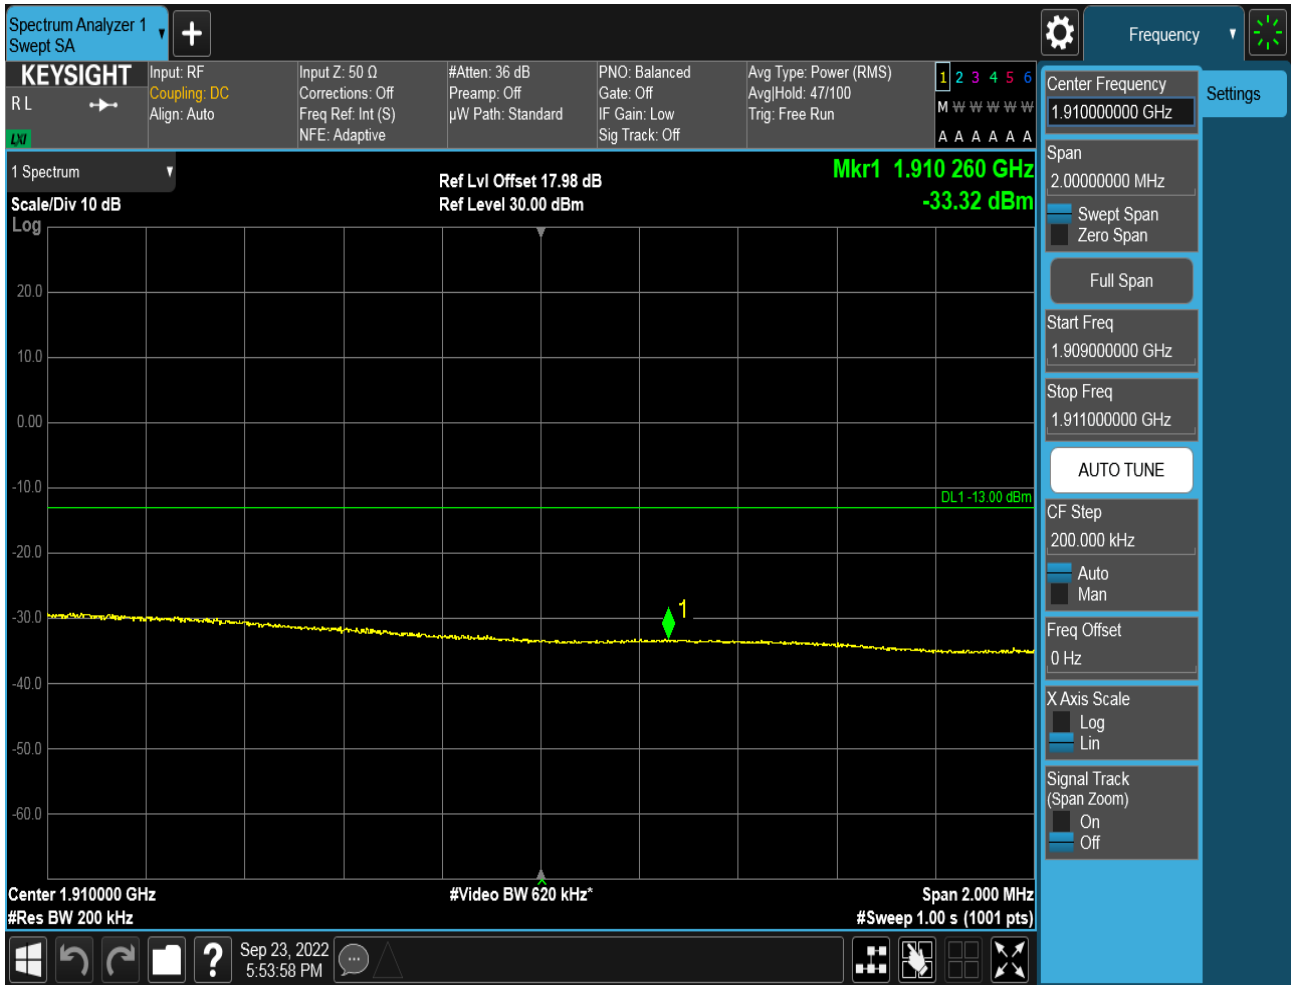 Spectrum Analyzer 1
Swept SA
+
Frequency
KEYSIGHT
R L
LXI
Input: RF
Coupling: DC
Align: Auto
Input Z: 50 Ω
Corrections: Off
Freq Ref: Int (S)
NFE: Adaptive
#Atten: 36 dB
Preamp: Off
µW Path: Standard
PNO: Balanced
Gate: Off
IF Gain: Low
Sig Track: Off
Avg Type: Power (RMS)
Avg|Hold: 47/100
Trig: Free Run
1 2 3 4 5 6
M W W W W W
A A A A A A
1 Spectrum
Scale/Div 10 dB
Log
Ref Lvl Offset 17.98 dB
Ref Level 30.00 dBm
Mkr1 1.910 260 GHz
-33.32 dBm
20.0
10.0
0.00
-10.0
DL1 -13.00 dBm
-20.0
1
-30.0
-40.0
-50.0
-60.0
Center 1.910000 GHz
#Video BW 620 kHz*
Span 2.000 MHz
#Res BW 200 kHz
#Sweep 1.00 s (1001 pts)
?
Sep 23, 2022
5:53:58 PM
Center Frequency
1.910000000 GHz
Settings
Span
2.00000000 MHz
Swept Span
Zero Span
Full Span
Start Freq
1.909000000 GHz
Stop Freq
1.911000000 GHz
AUTO TUNE
CF Step
200.000 kHz
Auto
Man
Freq Offset
0 Hz
X Axis Scale
Log
Lin
Signal Track
(Span Zoom)
On
Off